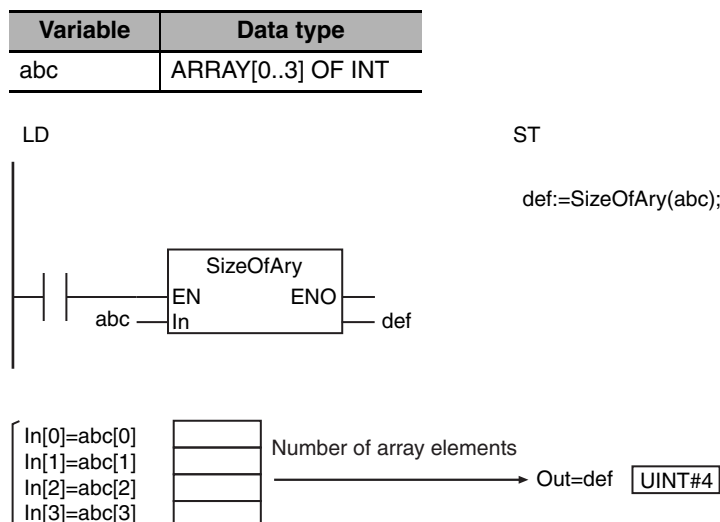 Variable Data type
abc ARRAY[0..3] OF INT
LD ST
def:=SizeOfAry(abc);
SizeOfAry
EN ENO
abc In def
In[0]=abc[0]
In[1]=abc[1] Number of array elements
In[2]=abc[2] Out=def UINT#4
In[3]=abc[3]